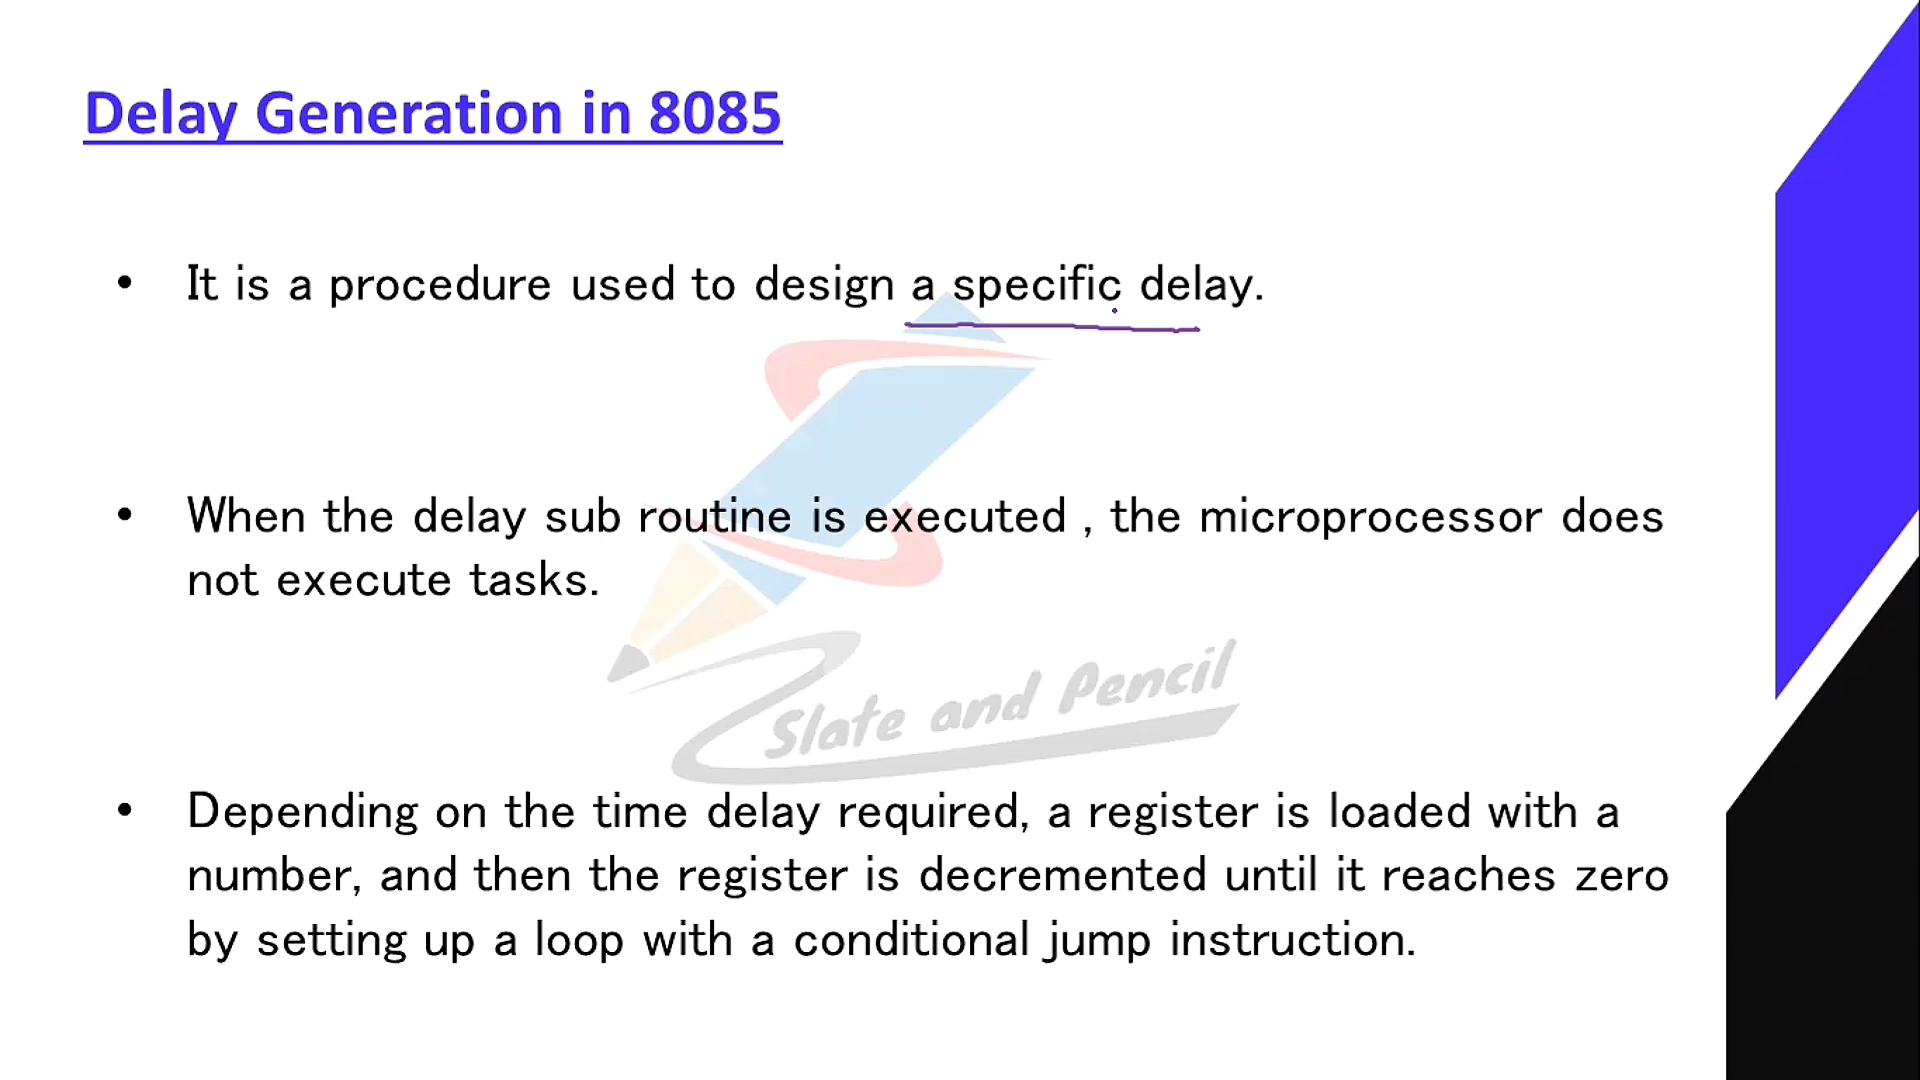 Delay Generation in 8085
• It is a procedure used to design a specific delay.
• When the delay sub routine is executed , the microprocessor does
not execute tasks.
Slate and Pencil
• Depending on the time delay required, a register is loaded with a
number, and then the register is decremented until it reaches zero
by setting up a loop with a conditional jump instruction.